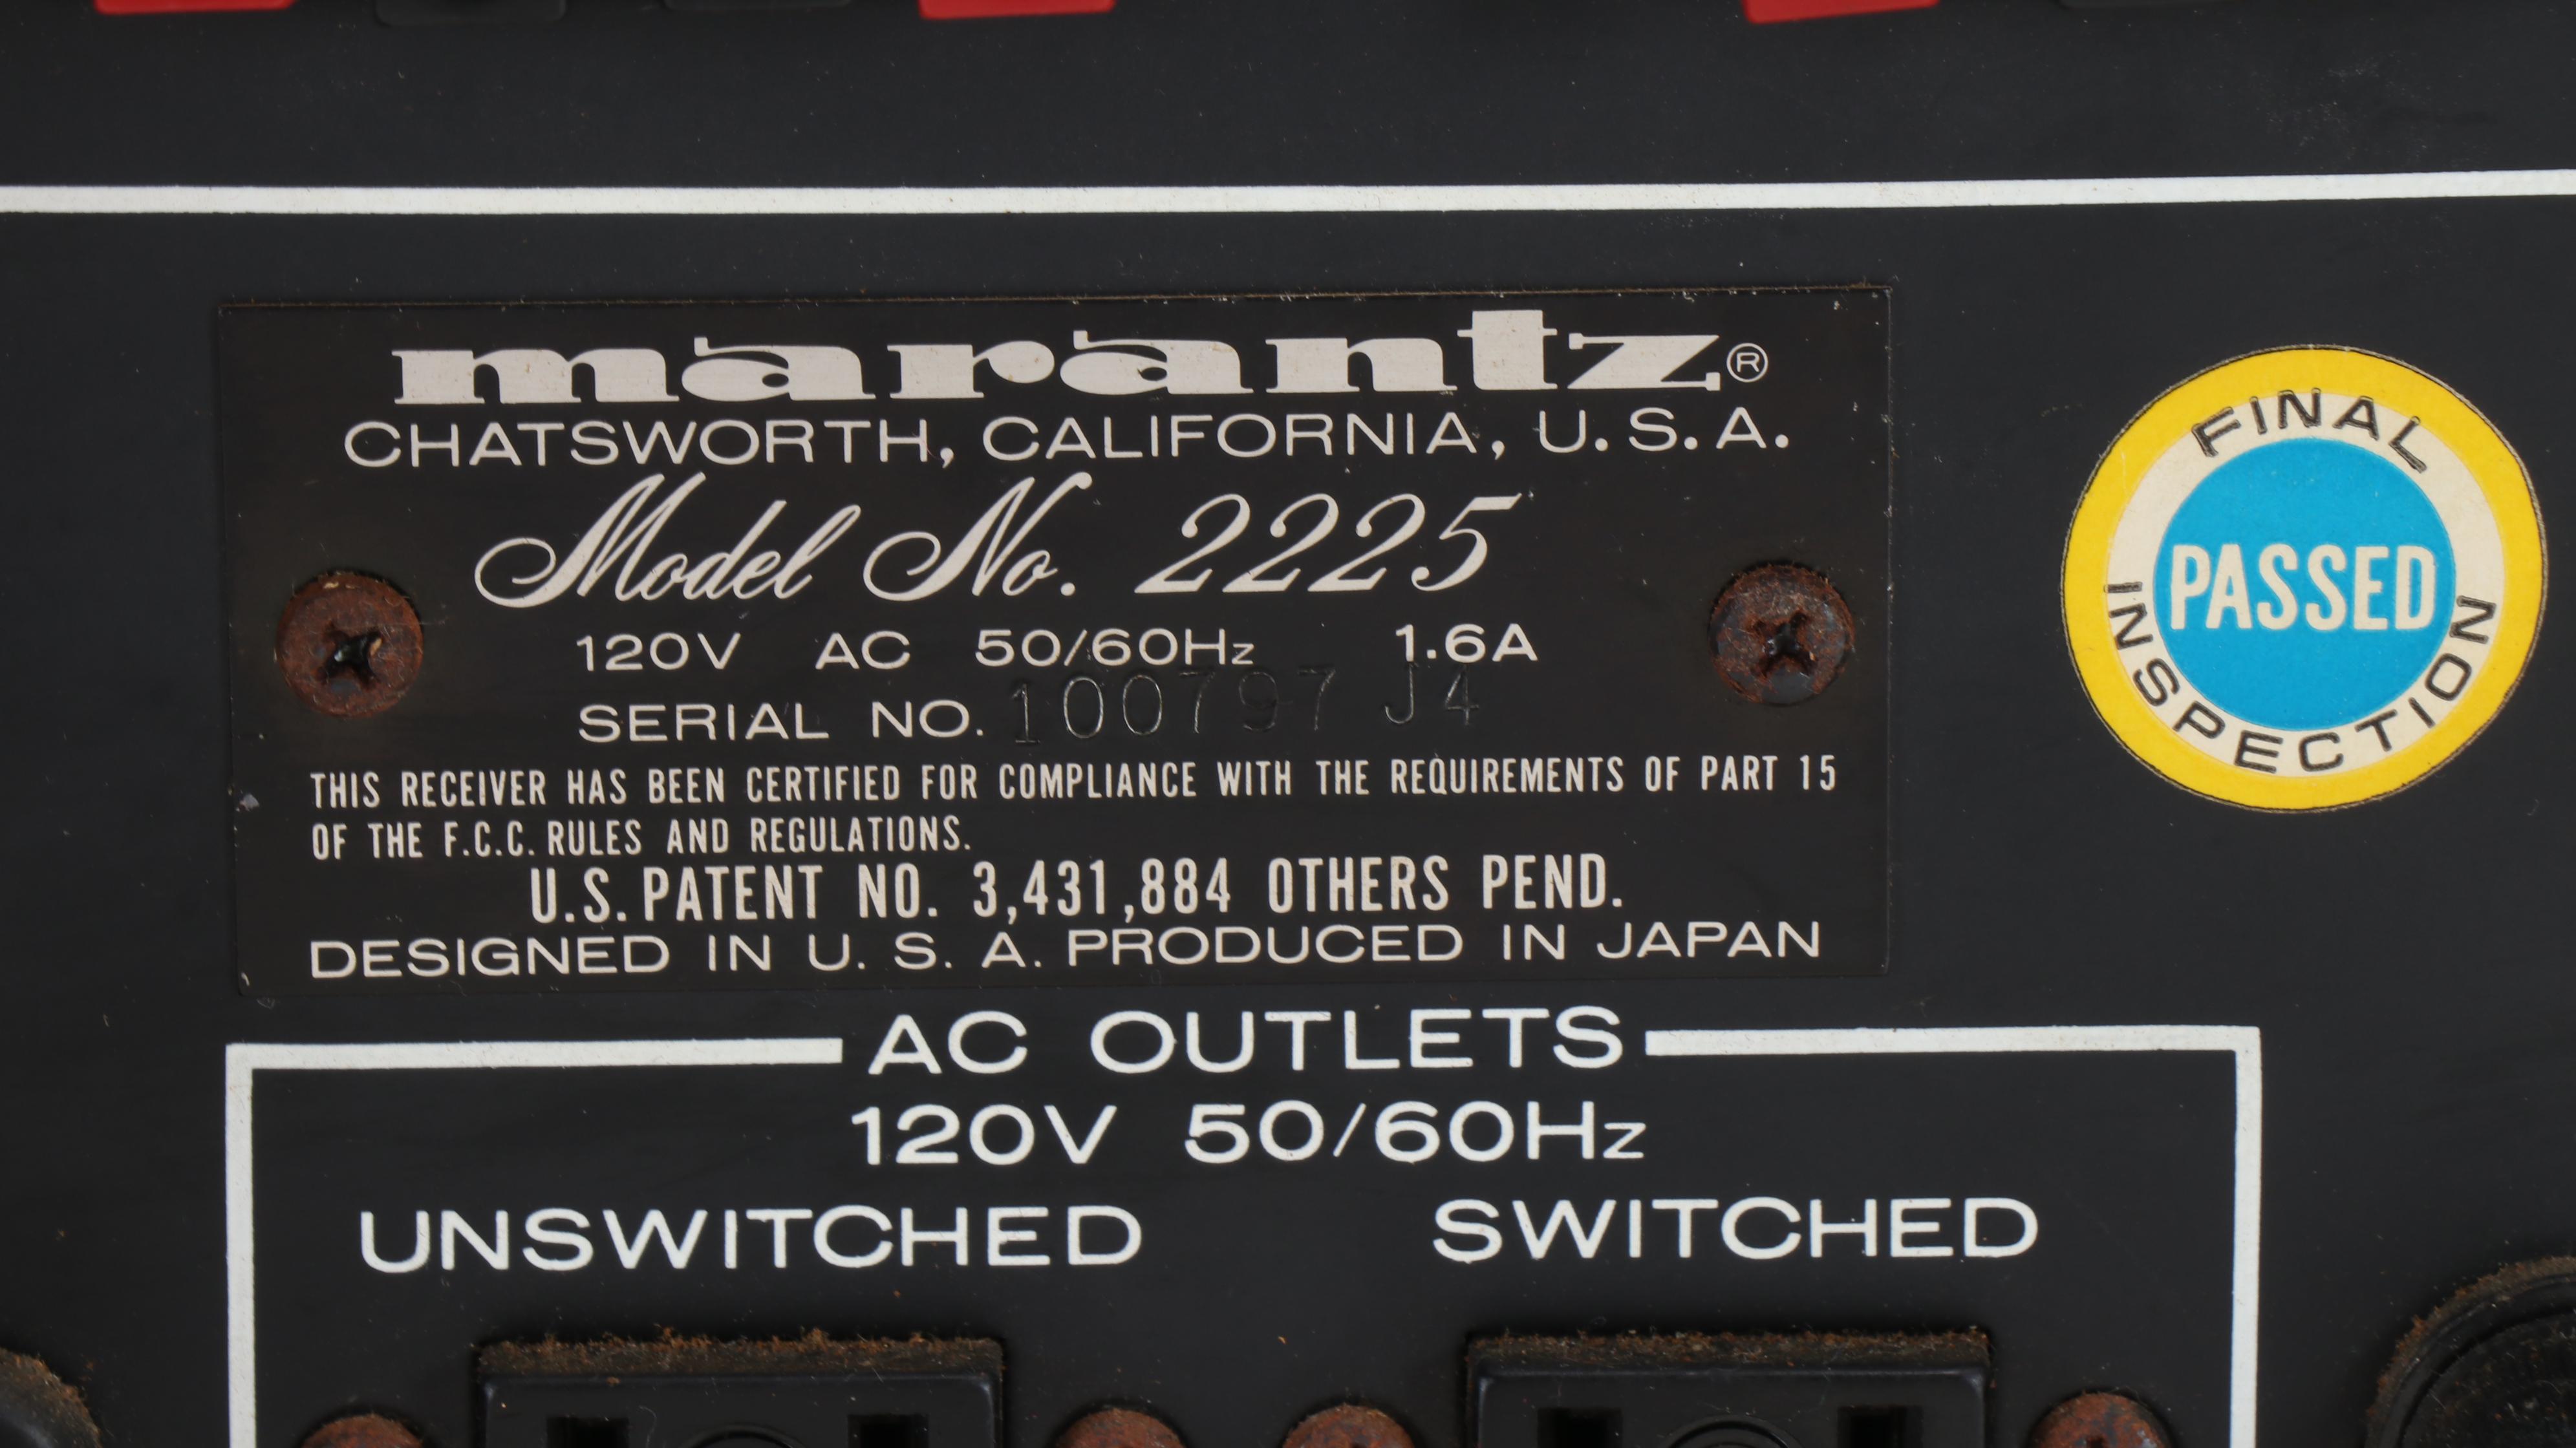 marantz®
CHATSWORTH, CALIFORNIA, U.S.A.
Model No. 2225
120V AC 50/60Hz 1.6A
SERIAL NO. 100797 J4
THIS RECEIVER HAS BEEN CERTIFIED FOR COMPLIANCE WITH THE REQUIREMENTS OF PART 15
OF THE F.C.C. RULES AND REGULATIONS.
U.S. PATENT NO. 3,431,884 OTHERS PEND.
DESIGNED IN U.S.A. PRODUCED IN JAPAN
FINAL
PASSED
INSPECTION
AC OUTLETS
120V 50/60Hz
UNSWITCHED SWITCHED